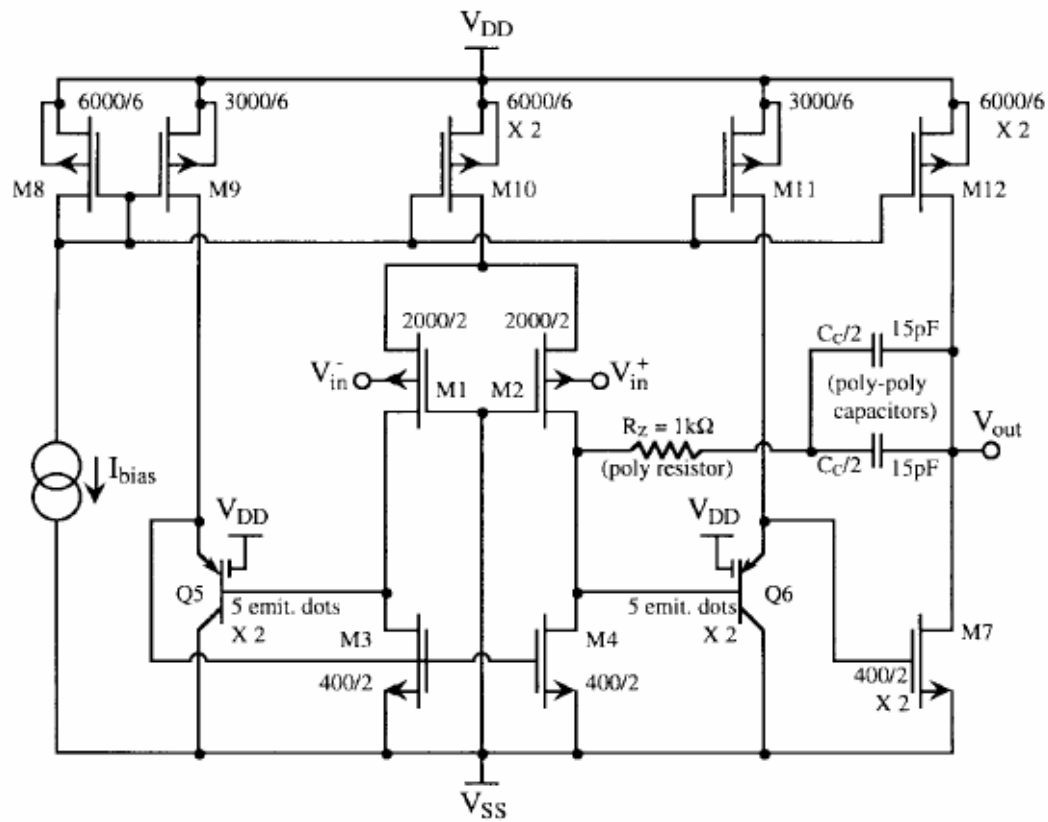 V_DD
6000/6
3000/6
6000/6
X 2
3000/6
6000/6
X 2
M8
M9
M10
M11
M12
2000/2
2000/2
V_in^-
M1
M2
V_in^+
C_C/2
15pF
(poly-poly
capacitors)
R_Z = 1kΩ
(poly resistor)
C_C/2
15pF
V_out
I_bias
V_DD
V_DD
Q5
5 emit. dots
X 2
5 emit. dots
X 2
Q6
M3
M4
M7
400/2
400/2
400/2
X 2
V_SS